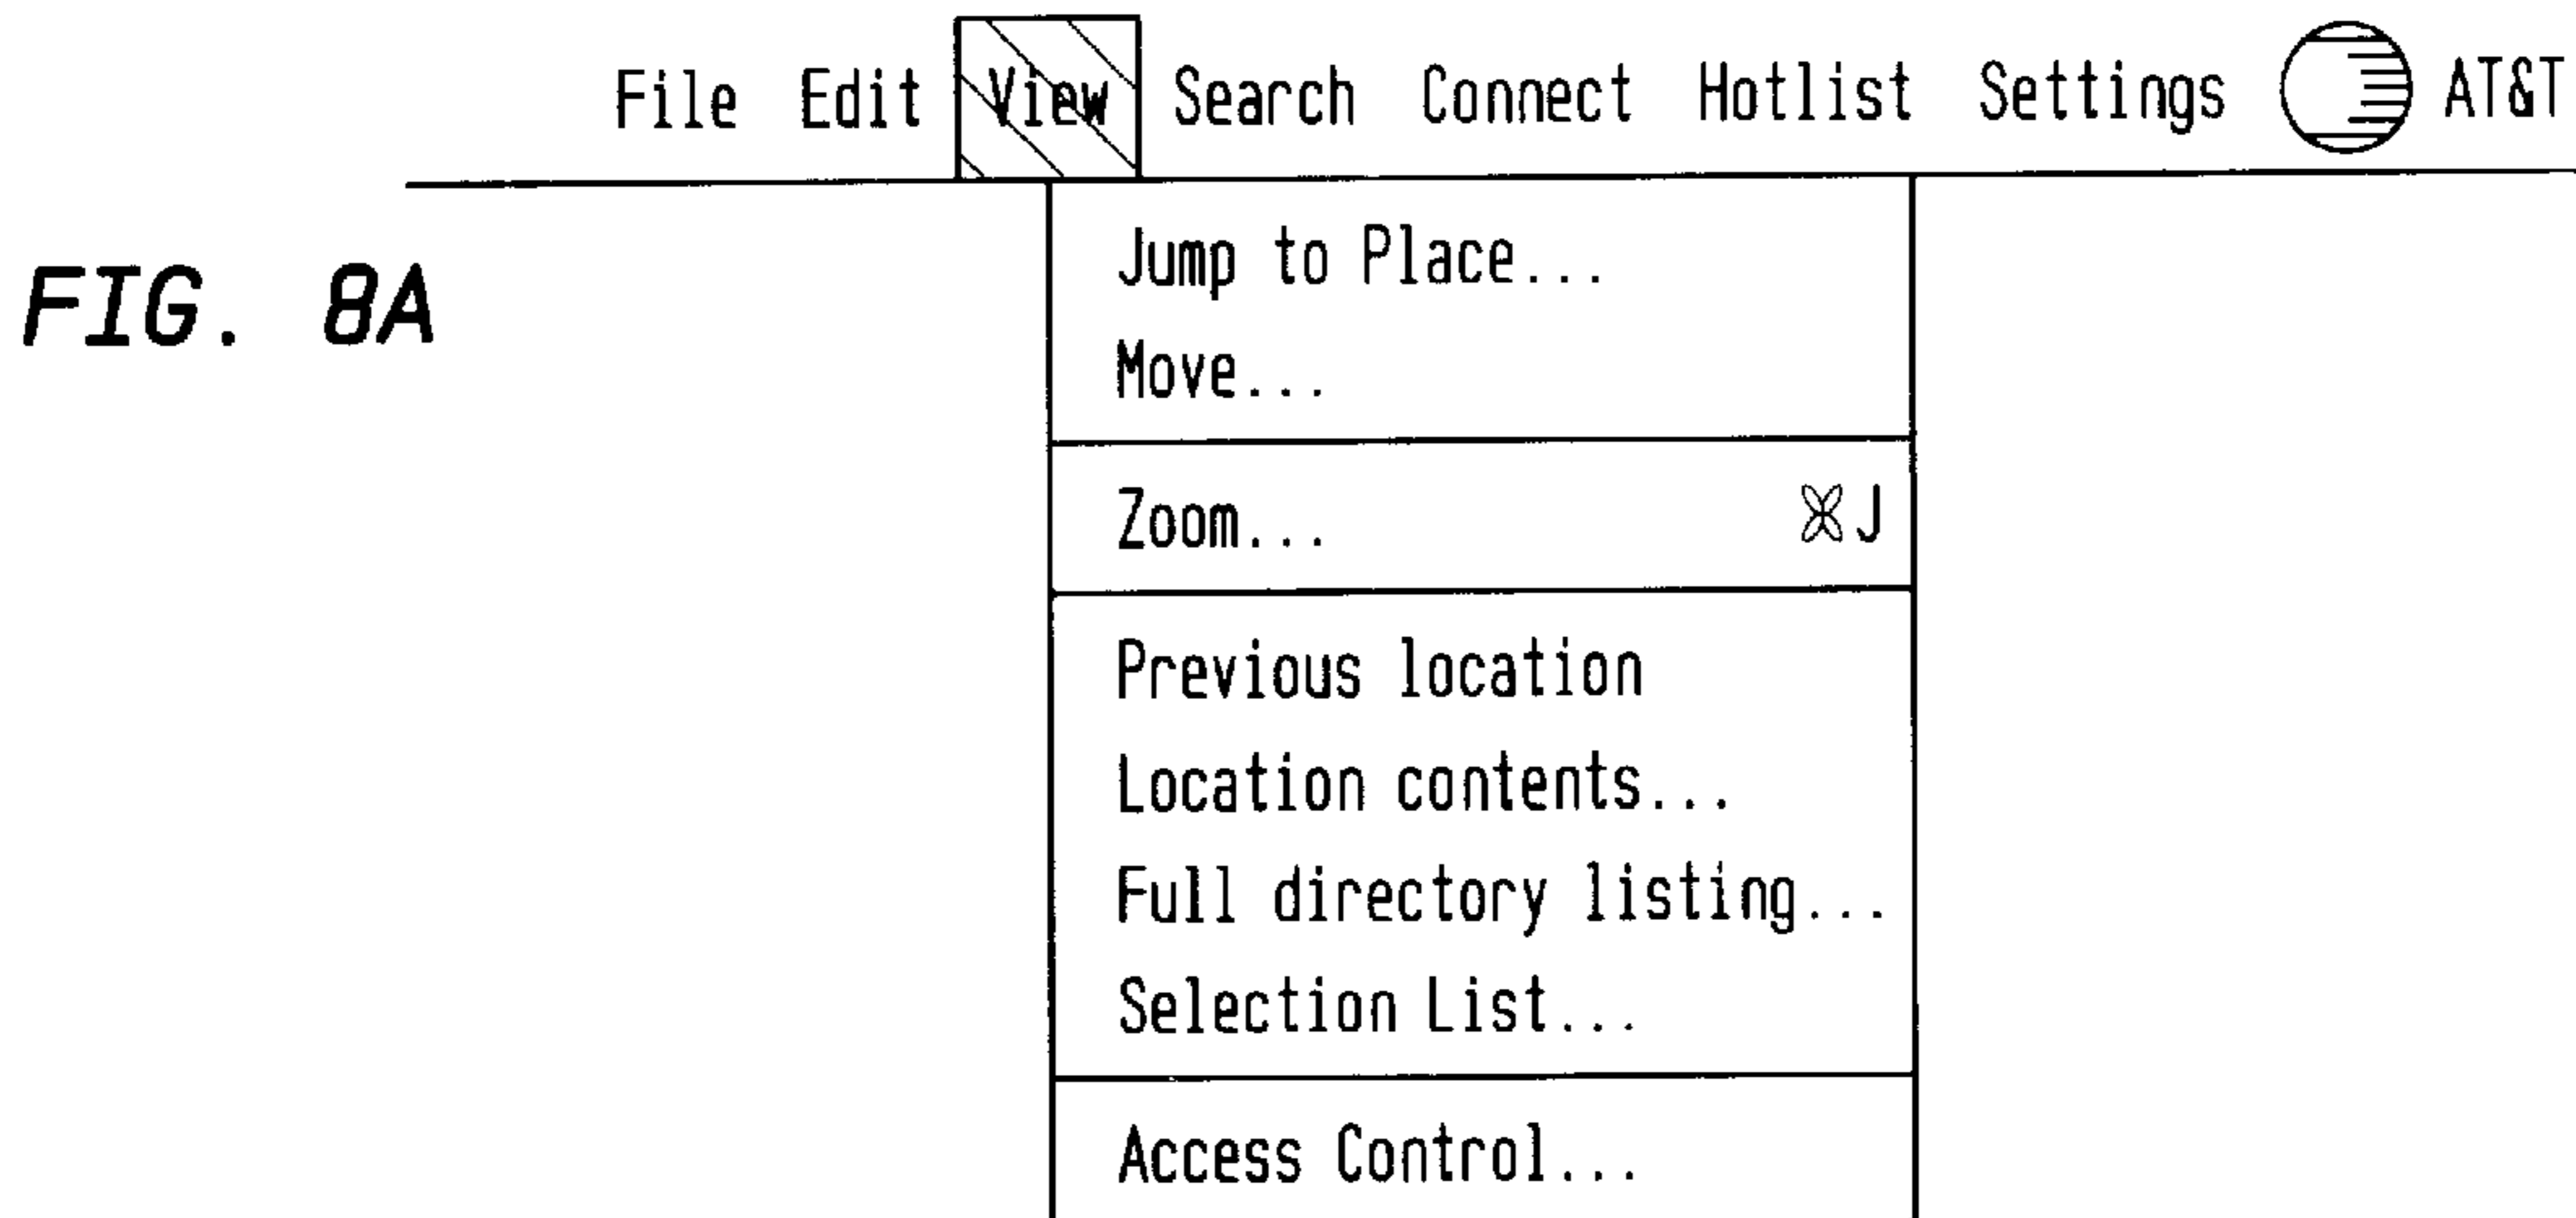 File Edit View Search Connect Hotlist Settings AT&T
FIG. 8A
Jump to Place...
Move...
Zoom... ⌘J
Previous location
Location contents...
Full directory listing...
Selection List...
Access Control...